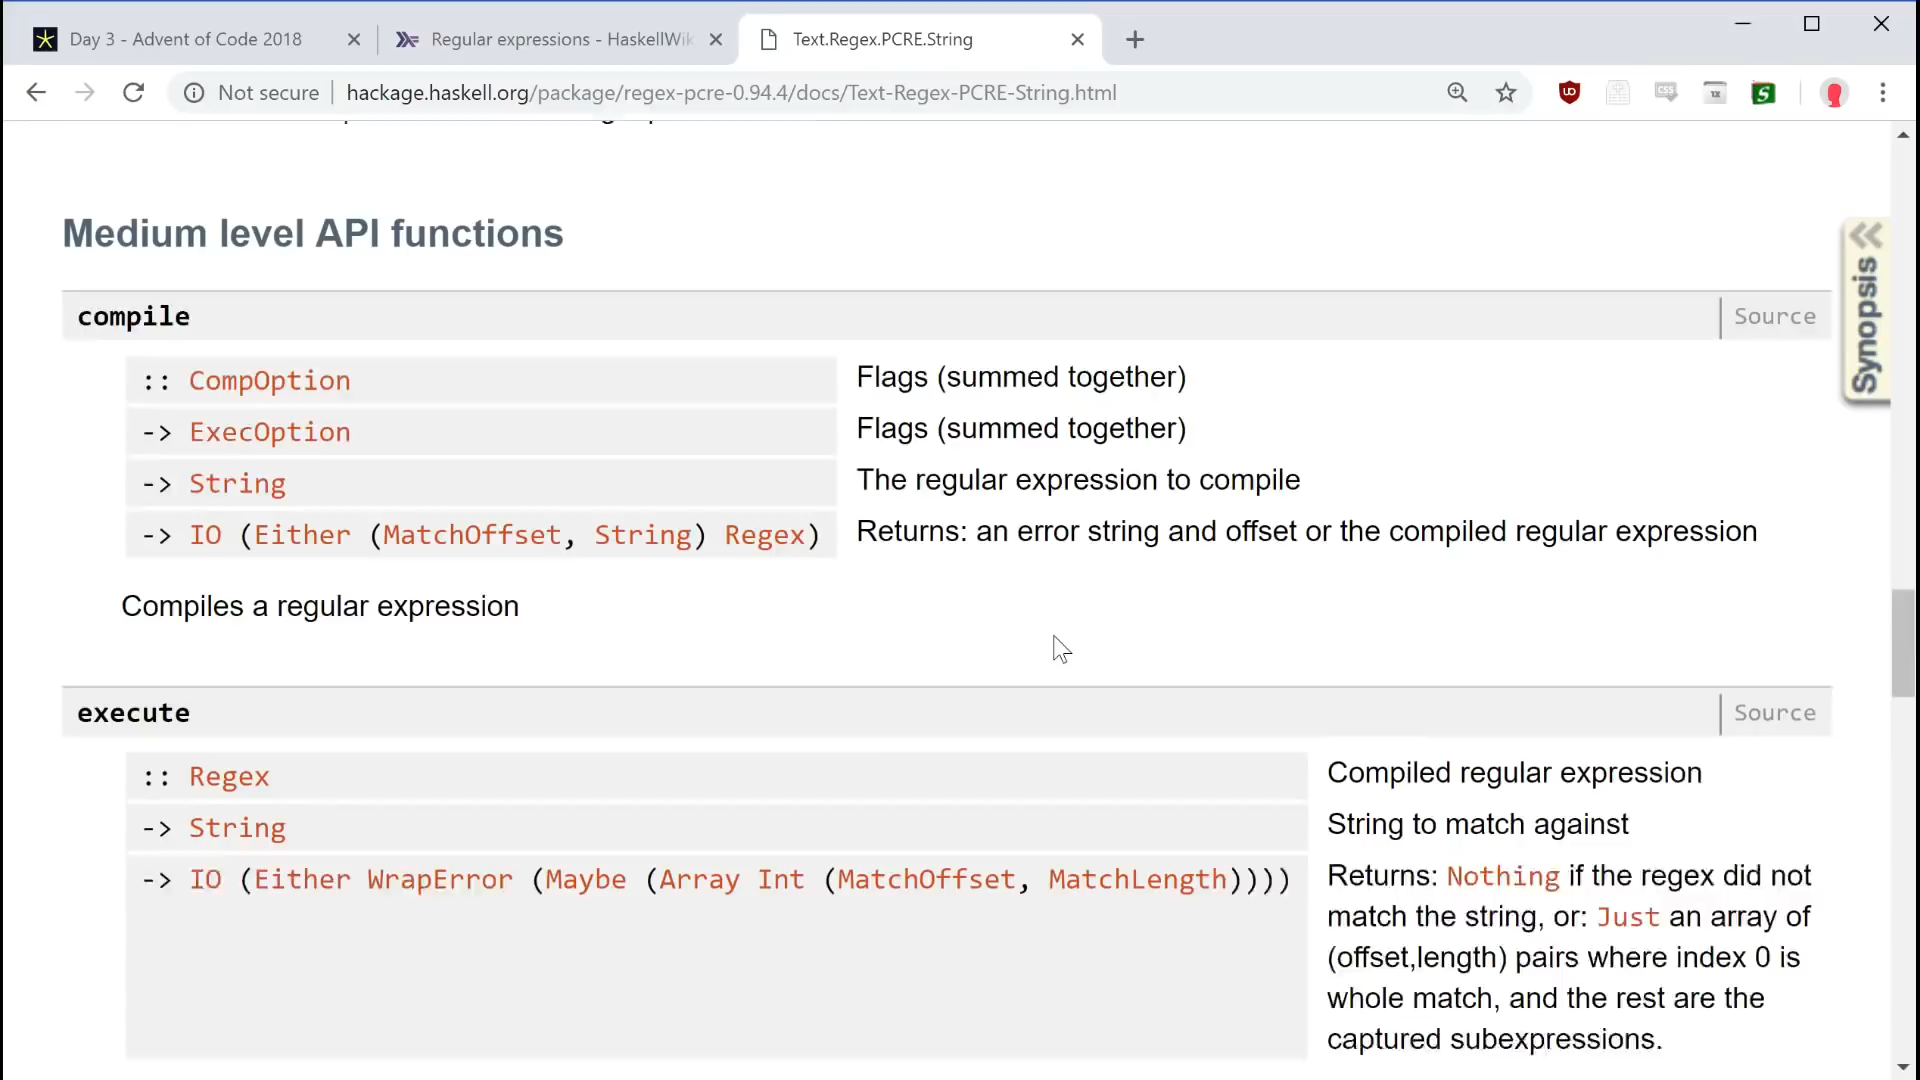 Day 3 - Advent of Code 2018
Regular expressions - HaskellWik
Text.Regex.PCRE.String
Not secure
hackage.haskell.org/package/regex-pcre-0.94.4/docs/Text-Regex-PCRE-String.html
Medium level API functions
Synopsis
compile
Source
:: CompOption
Flags (summed together)
-> ExecOption
Flags (summed together)
-> String
The regular expression to compile
-> IO (Either (MatchOffset, String) Regex)
Returns: an error string and offset or the compiled regular expression
Compiles a regular expression
execute
Source
:: Regex
Compiled regular expression
-> String
String to match against
-> IO (Either WrapError (Maybe (Array Int (MatchOffset, MatchLength))))
Returns: Nothing if the regex did not
match the string, or: Just an array of
(offset,length) pairs where index 0 is
whole match, and the rest are the
captured subexpressions.